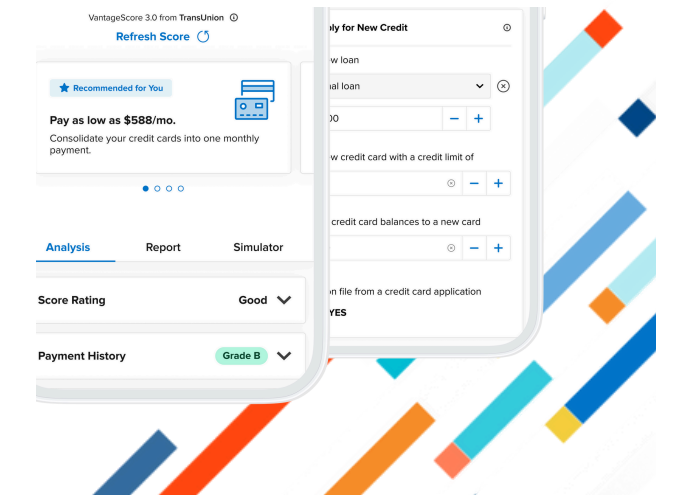 VantageScore 3.0 from TransUnion
Refresh Score
Recommended for You
Pay as low as $588/mo.
Consolidate your credit cards into one monthly
payment.
Analysis
Report
Simulator
Score Rating
Good
Payment History
Grade B
ply for New Credit
w loan
al loan
00
w credit card with a credit limit of
credit card balances to a new card
n file from a credit card application
YES